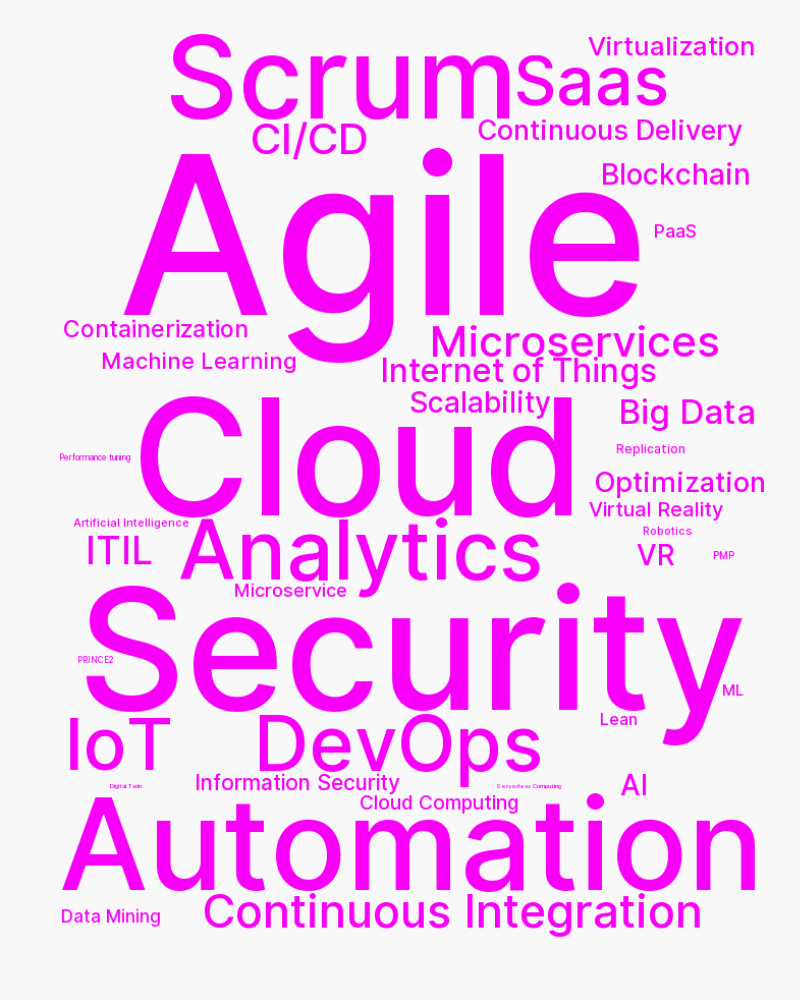 Virtualization
Scrum
Saas
CI/CD
Continuous Delivery
Agile
Blockchain
PaaS
Containerization
Microservices
Machine Learning
Internet of Things
Scalability
Big Data
Cloud
Replication
Performance tuning
Optimization
Virtual Reality
Artificial Intelligence
Robotics
ITIL
Analytics
VR
PMP
Microservice
Security
PRINCE2
ML
Lean
IoT
DevOps
Information Security
Digital Twin
Serverless Computing
AI
Cloud Computing
Automation
Data Mining
Continuous Integration